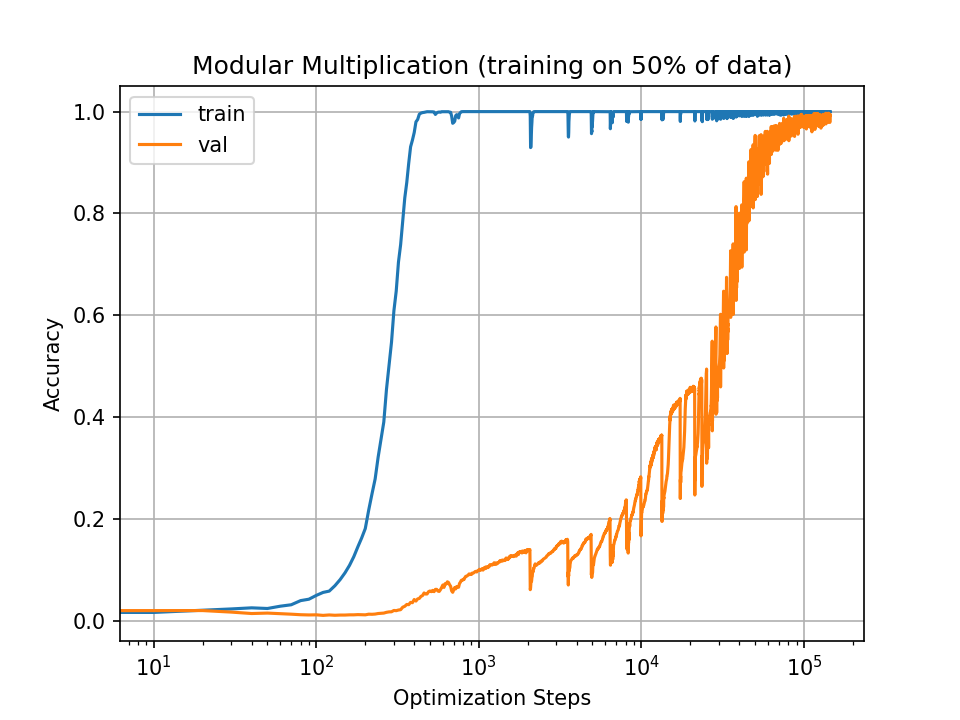 Modular Multiplication (training on 50% of data)
train
val
1.0
0.8
0.6
0.4
0.2
0.0
Accuracy
10¹ 10² 10³ 10⁴ 10⁵
Optimization Steps